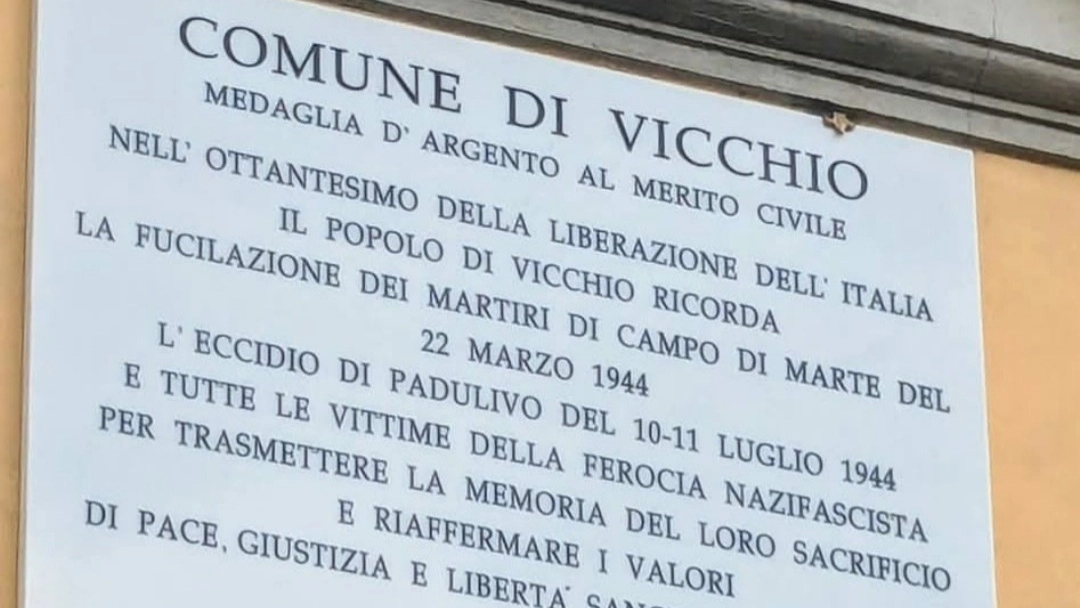 COMUNE DI VICCHIO
MEDAGLIA D' ARGENTO AL MERITO CIVILE
NELL' OTTANTESIMO DELLA LIBERAZIONE DELL' ITALIA
IL POPOLO DI VICCHIO RICORDA
LA FUCILAZIONE DEI MARTIRI DI CAMPO DI MARTE DEL
22 MARZO 1944
L' ECCIDIO DI PADULIVO DEL 10-11 LUGLIO 1944
E TUTTE LE VITTIME DELLA FEROCIA NAZIFASCISTA
PER TRASMETTERE LA MEMORIA DEL LORO SACRIFICIO
E RIAFFERMARE I VALORI
DI PACE, GIUSTIZIA E LIBERTA'